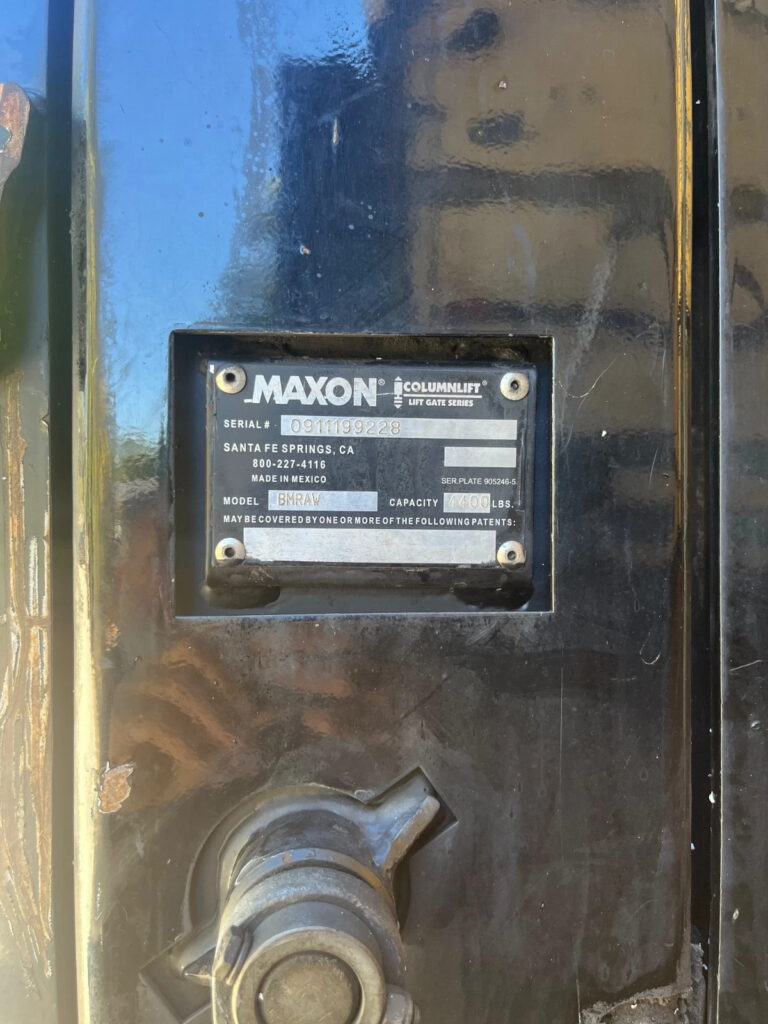 MAXON® COLUMNLIFT®
LIFT GATE SERIES
SERIAL # 0911199228
SANTA FE SPRINGS, CA
800-227-4116
MADE IN MEXICO
SER.PLATE 905246-5
MODEL BMRAW CAPACITY 4400 LBS.
MAY BE COVERED BY ONE OR MORE OF THE FOLLOWING PATENTS: